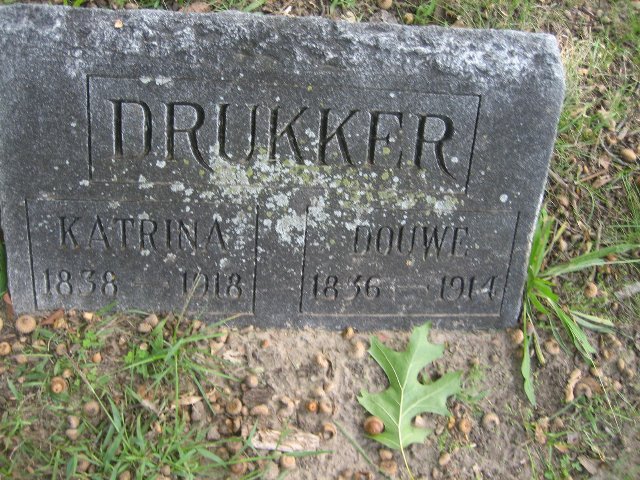 DRUKKER
KATRINA DOUWE
1838 — 1918 1836 — 1914